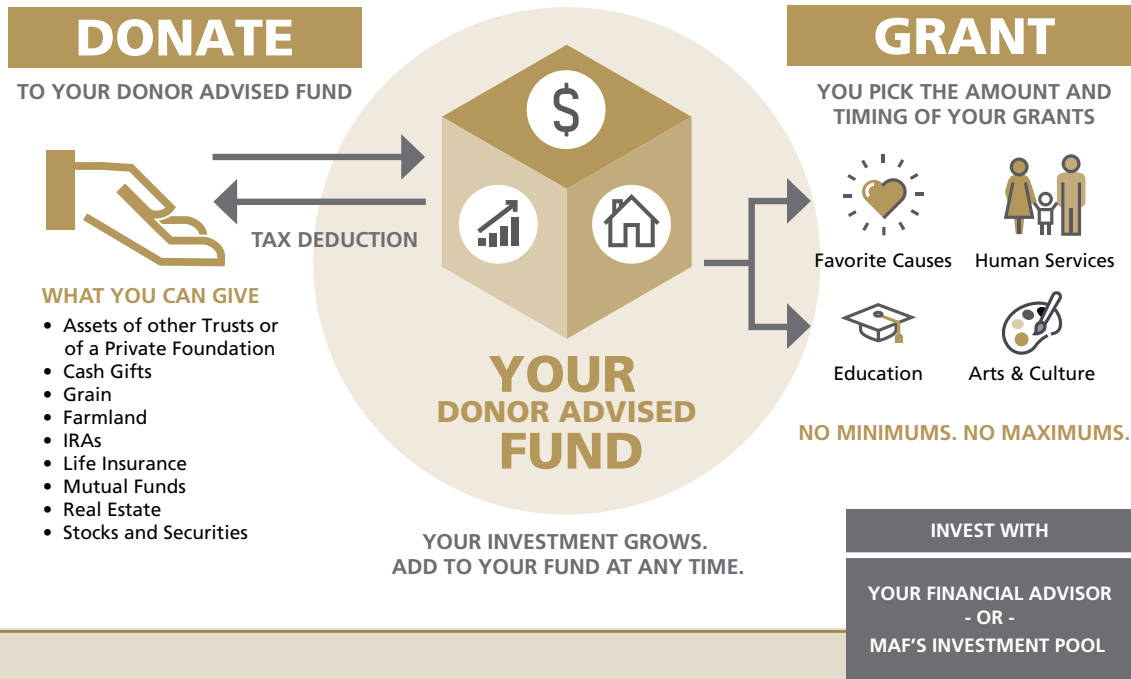 DONATE
TO YOUR DONOR ADVISED FUND
TAX DEDUCTION
WHAT YOU CAN GIVE
• Assets of other Trusts or
of a Private Foundation
• Cash Gifts
• Grain
• Farmland
• IRAs
• Life Insurance
• Mutual Funds
• Real Estate
• Stocks and Securities
$
YOUR
DONOR ADVISED
FUND
YOUR INVESTMENT GROWS.
ADD TO YOUR FUND AT ANY TIME.
GRANT
YOU PICK THE AMOUNT AND
TIMING OF YOUR GRANTS
Favorite Causes
Human Services
Education
Arts & Culture
NO MINIMUMS. NO MAXIMUMS.
INVEST WITH
YOUR FINANCIAL ADVISOR
- OR -
MAF'S INVESTMENT POOL